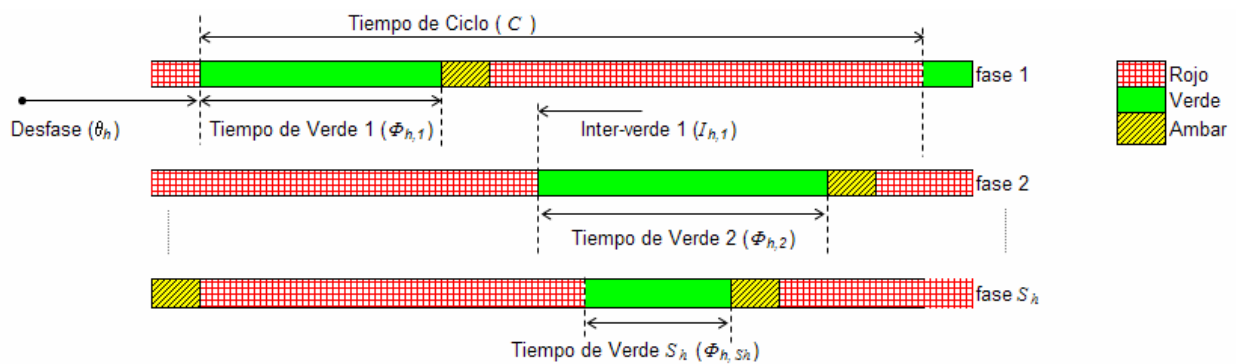 Tiempo de Ciclo ( C )
fase 1
Rojo
Verde
Ambar
Desfase (θh)
Tiempo de Verde 1 (Φh,1)
Inter-verde 1 (Ih,1)
fase 2
Tiempo de Verde 2 (Φh,2)
fase Sh
Tiempo de Verde Sh (Φh,Sh)